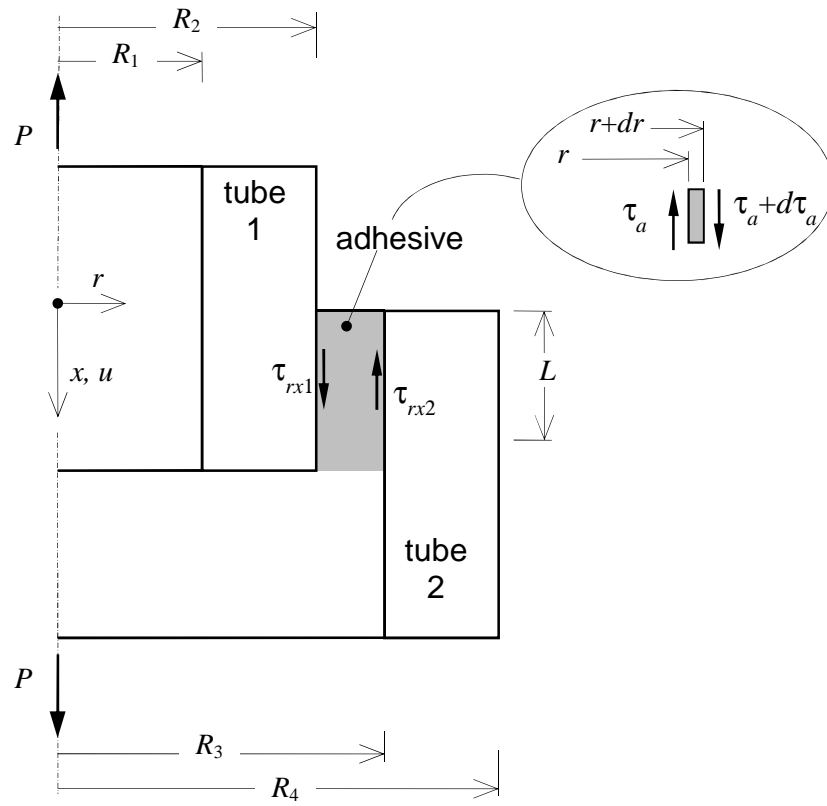 R₂
R₁
P
r+dr
r
tube
1
τₐ
τₐ+dτₐ
adhesive
r
x, u
τᵣₓ₁
τᵣₓ₂
L
tube
2
P
R₃
R₄